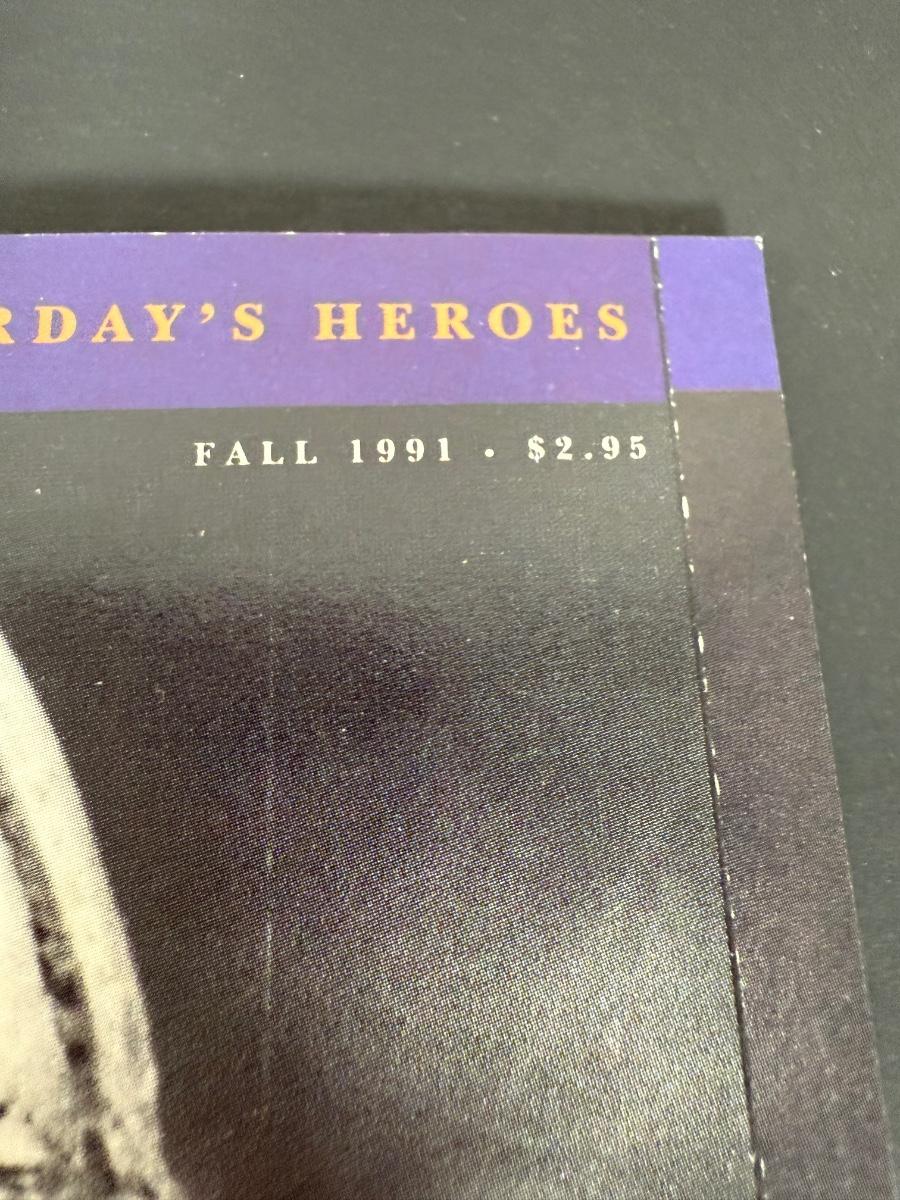 RDAY'S HEROES
FALL 1991 · $2.95